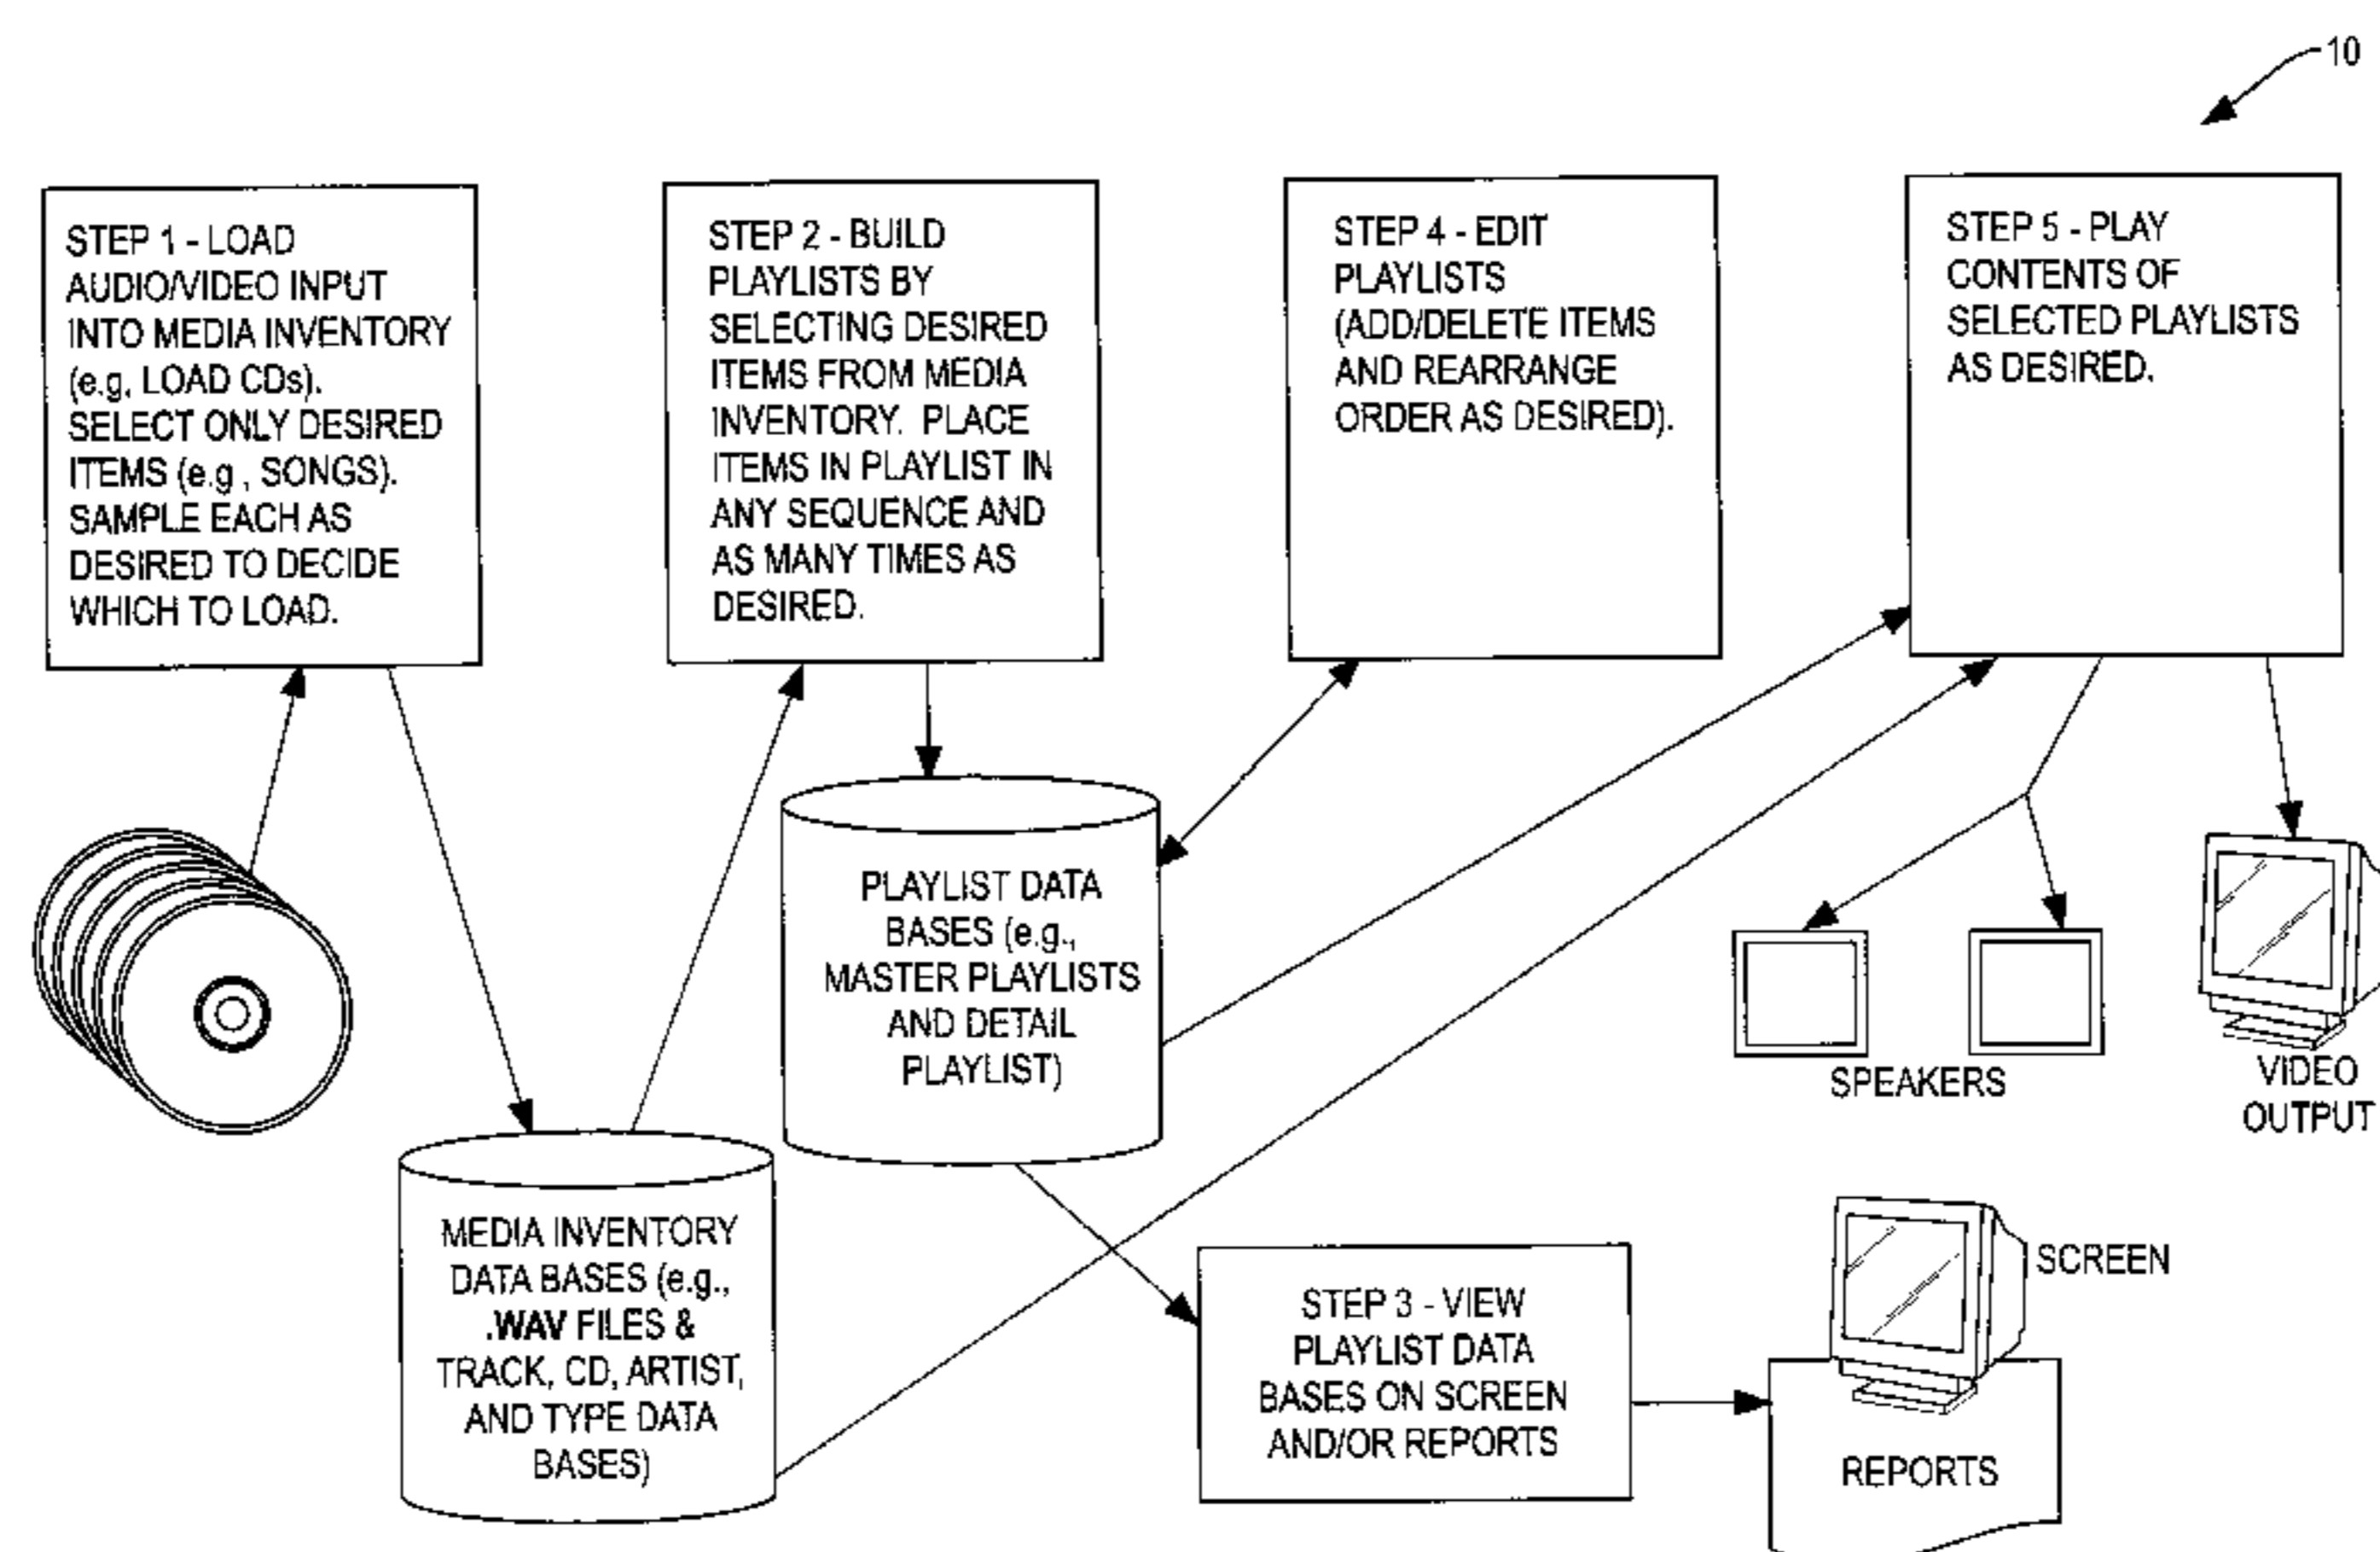 10
STEP 1 - LOAD
AUDIO/VIDEO INPUT
INTO MEDIA INVENTORY
(e.g, LOAD CDs).
SELECT ONLY DESIRED
ITEMS (e.g , SONGS).
SAMPLE EACH AS
DESIRED TO DECIDE
WHICH TO LOAD.
STEP 2 - BUILD
PLAYLISTS BY
SELECTING DESIRED
ITEMS FROM MEDIA
INVENTORY. PLACE
ITEMS IN PLAYLIST IN
ANY SEQUENCE AND
AS MANY TIMES AS
DESIRED.
STEP 4 - EDIT
PLAYLISTS
(ADD/DELETE ITEMS
AND REARRANGE
ORDER AS DESIRED).
STEP 5 - PLAY
CONTENTS OF
SELECTED PLAYLISTS
AS DESIRED.
PLAYLIST DATA
BASES (e.g.,
MASTER PLAYLISTS
AND DETAIL
PLAYLIST)
SPEAKERS
VIDEO
OUTPUT
MEDIA INVENTORY
DATA BASES (e.g.,
.WAV FILES &
TRACK, CD, ARTIST,
AND TYPE DATA
BASES)
STEP 3 - VIEW
PLAYLIST DATA
BASES ON SCREEN
AND/OR REPORTS
SCREEN
REPORTS